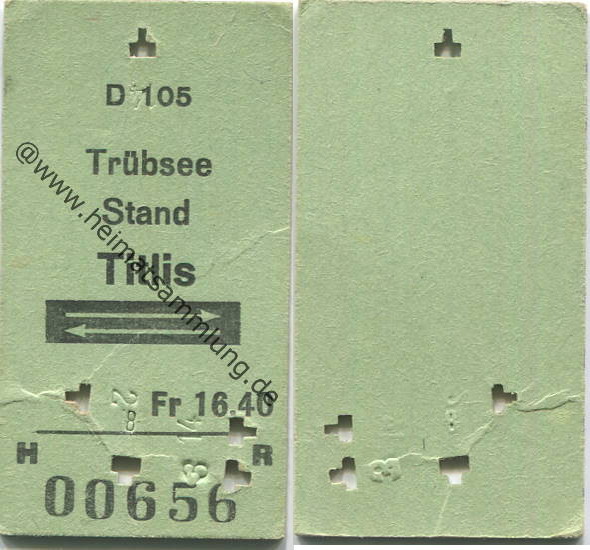 D 105
Trübsee
Stand
Titlis
Fr 16.40
H R
00656
@www.heimatsammlung.de